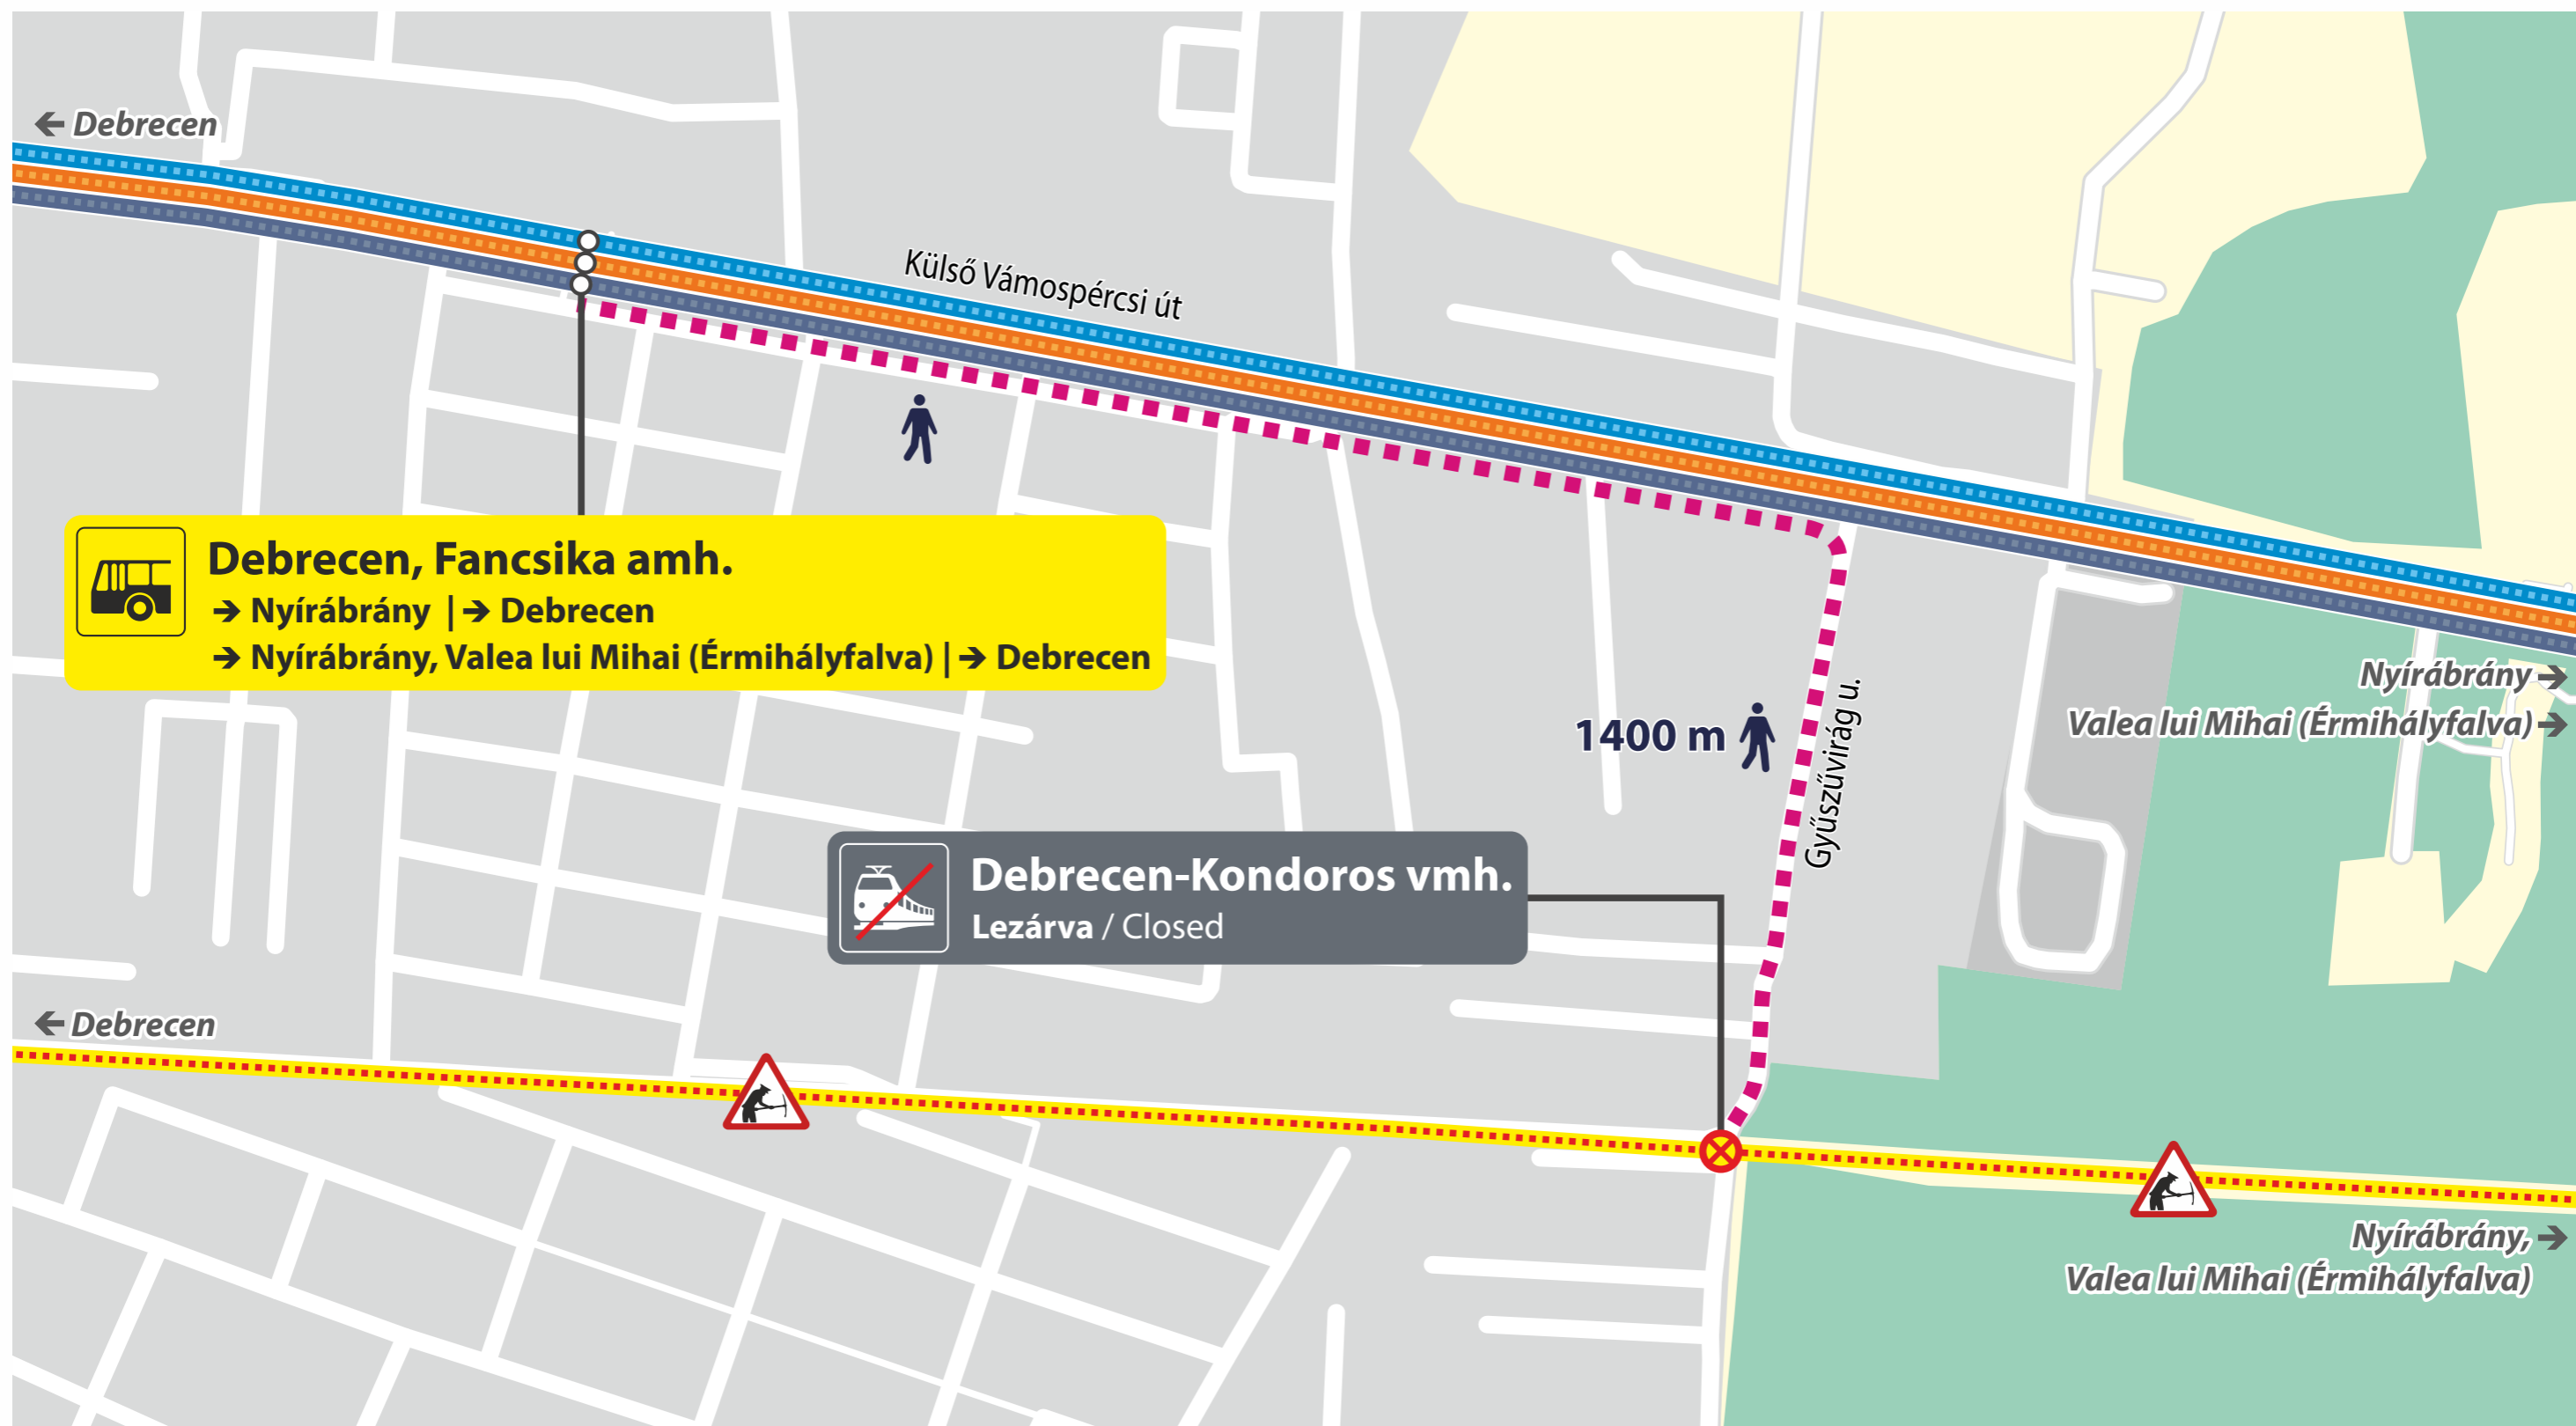 ← Debrecen
Külső Vámospércsi út
Debrecen, Fancsika amh.
→ Nyírábrány | → Debrecen
→ Nyírábrány, Valea lui Mihai (Érmihályfalva) | → Debrecen
Nyírábrány →
Valea lui Mihai (Érmihályfalva) →
1400 m
Gyűszűvirág u.
Debrecen-Kondoros vmh.
Lezárva / Closed
← Debrecen
Nyírábrány, →
Valea lui Mihai (Érmihályfalva)